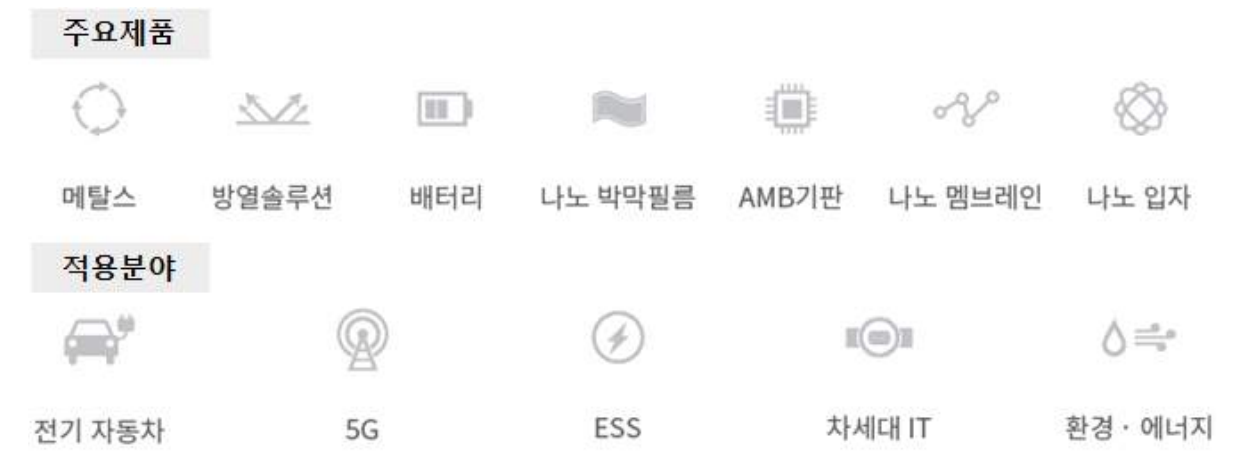 주요제품
메탈스 방열솔루션 배터리 나노 박막필름 AMB기판 나노 멤브레인 나노 입자
적용분야
전기 자동차 5G ESS 차세대 IT 환경 · 에너지